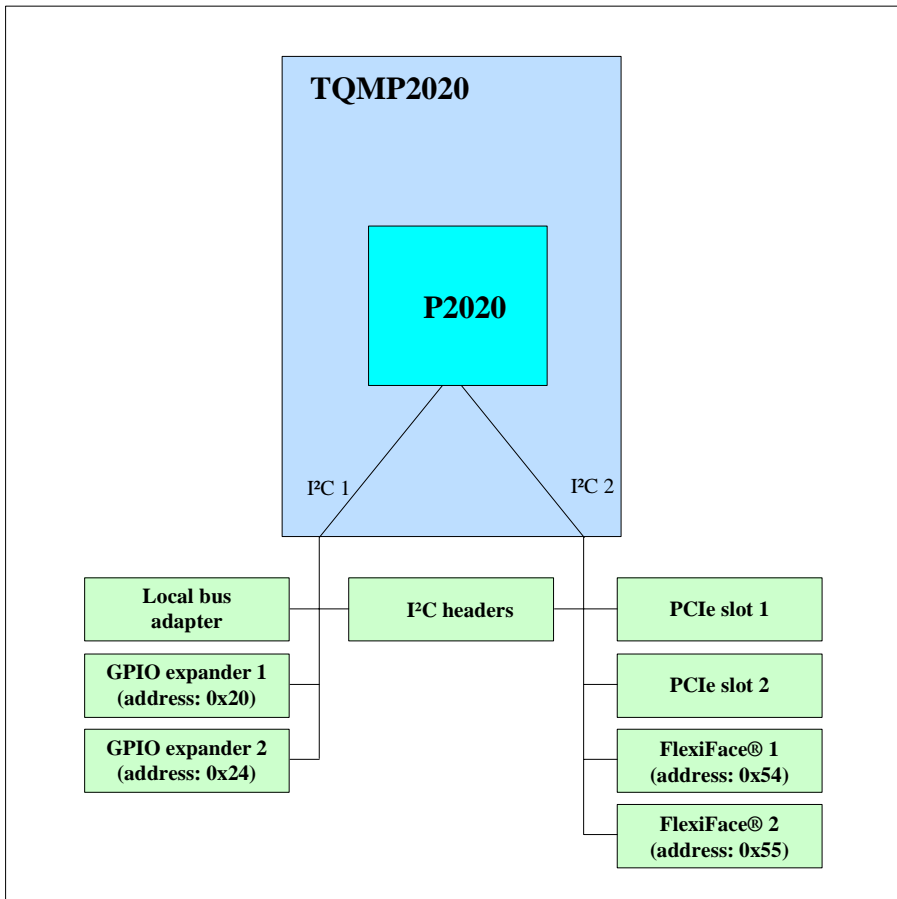 TQMP2020
P2020
I²C 1
I²C 2
Local bus
adapter
I²C headers
PCIe slot 1
GPIO expander 1
(address: 0x20)
PCIe slot 2
GPIO expander 2
(address: 0x24)
FlexiFace® 1
(address: 0x54)
FlexiFace® 2
(address: 0x55)